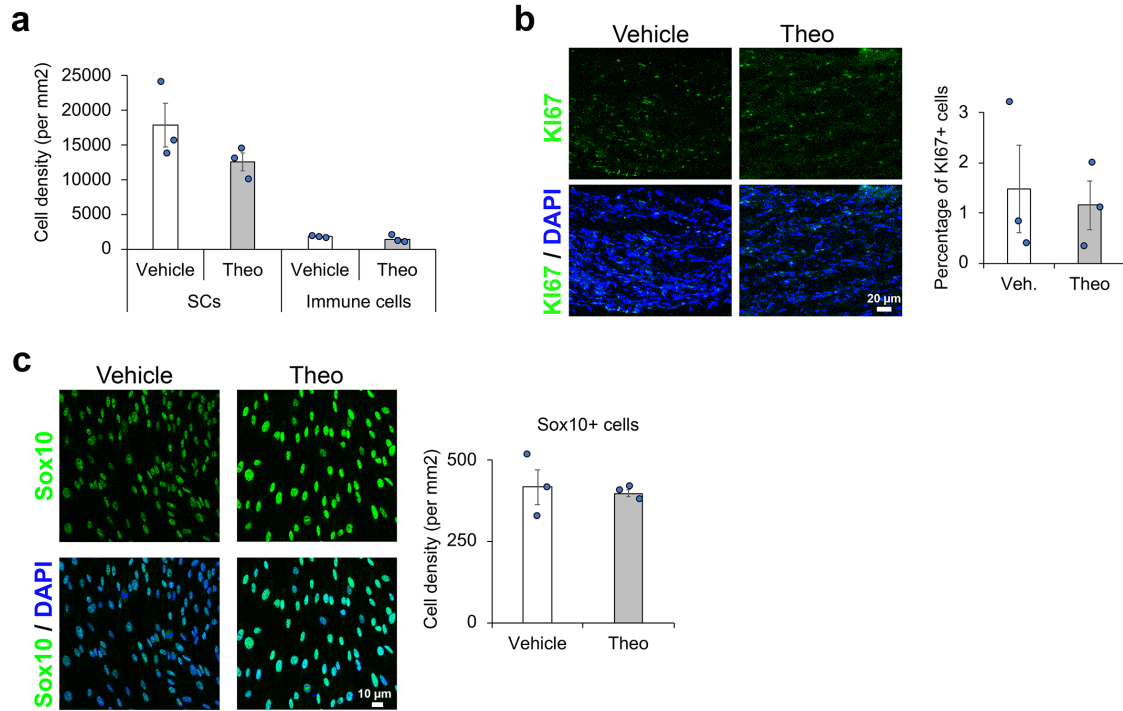 a
Cell density (per mm2)
25000
20000
15000
10000
5000
0
Vehicle Theo Vehicle Theo
SCs Immune cells
b
Vehicle Theo
KI67
KI67 / DAPI
20 µm
Percentage of KI67+ cells
3
2
1
0
Veh. Theo
c
Vehicle Theo
Sox10
Sox10 / DAPI
10 µm
Sox10+ cells
Cell density (per mm2)
500
250
0
Vehicle Theo